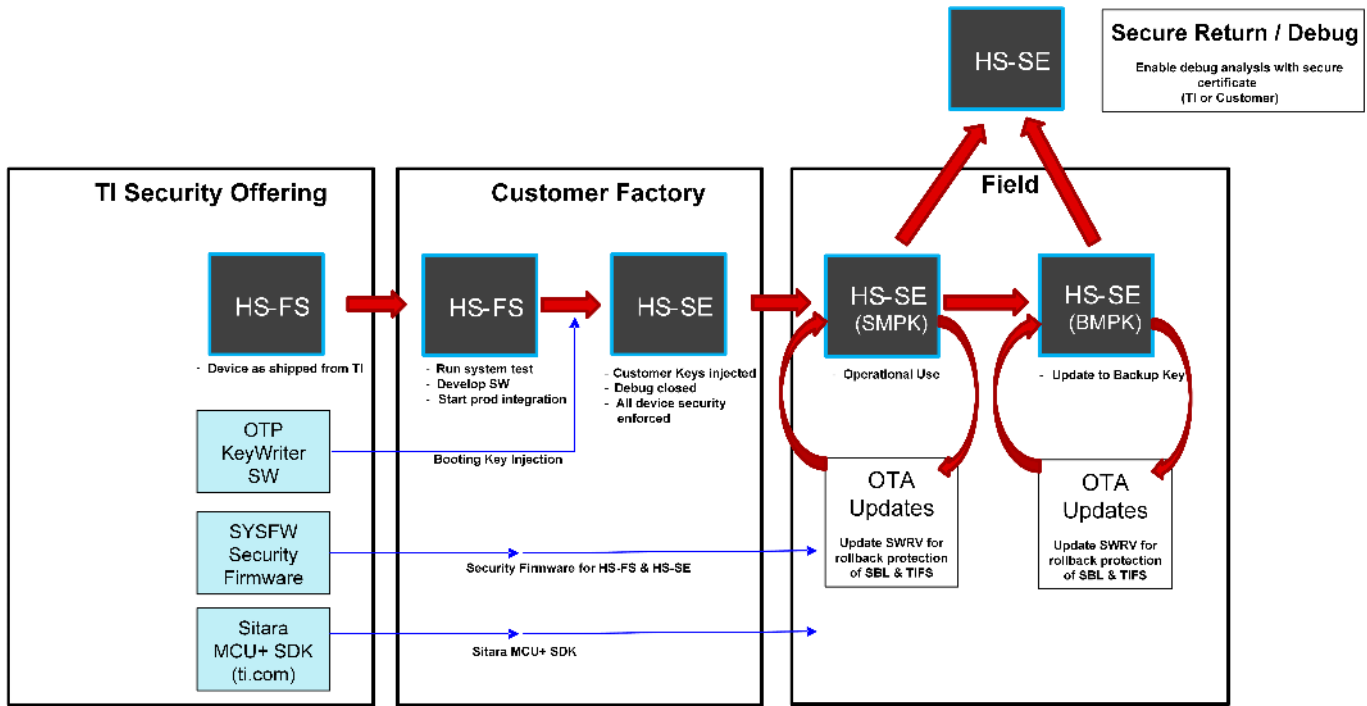 HS-SE
Secure Return / Debug
Enable debug analysis with secure
certificate
(TI or Customer)
TI Security Offering
HS-FS
- Device as shipped from TI
OTP
KeyWriter
SW
SYSFW
Security
Firmware
Sitara
MCU+ SDK
(ti.com)
Customer Factory
HS-FS
- Run system test
- Develop SW
- Start prod integration
HS-SE
- Customer Keys injected
- Debug closed
- All device security
enforced
Booting Key Injection
Security Firmware for HS-FS & HS-SE
Sitara MCU+ SDK
Field
HS-SE
(SMPK)
- Operational Use
OTA
Updates
Update SWRV for
rollback protection
of SBL & TIFS
HS-SE
(BMPK)
- Update to Backup Key
OTA
Updates
Update SWRV for
rollback protection
of SBL & TIFS